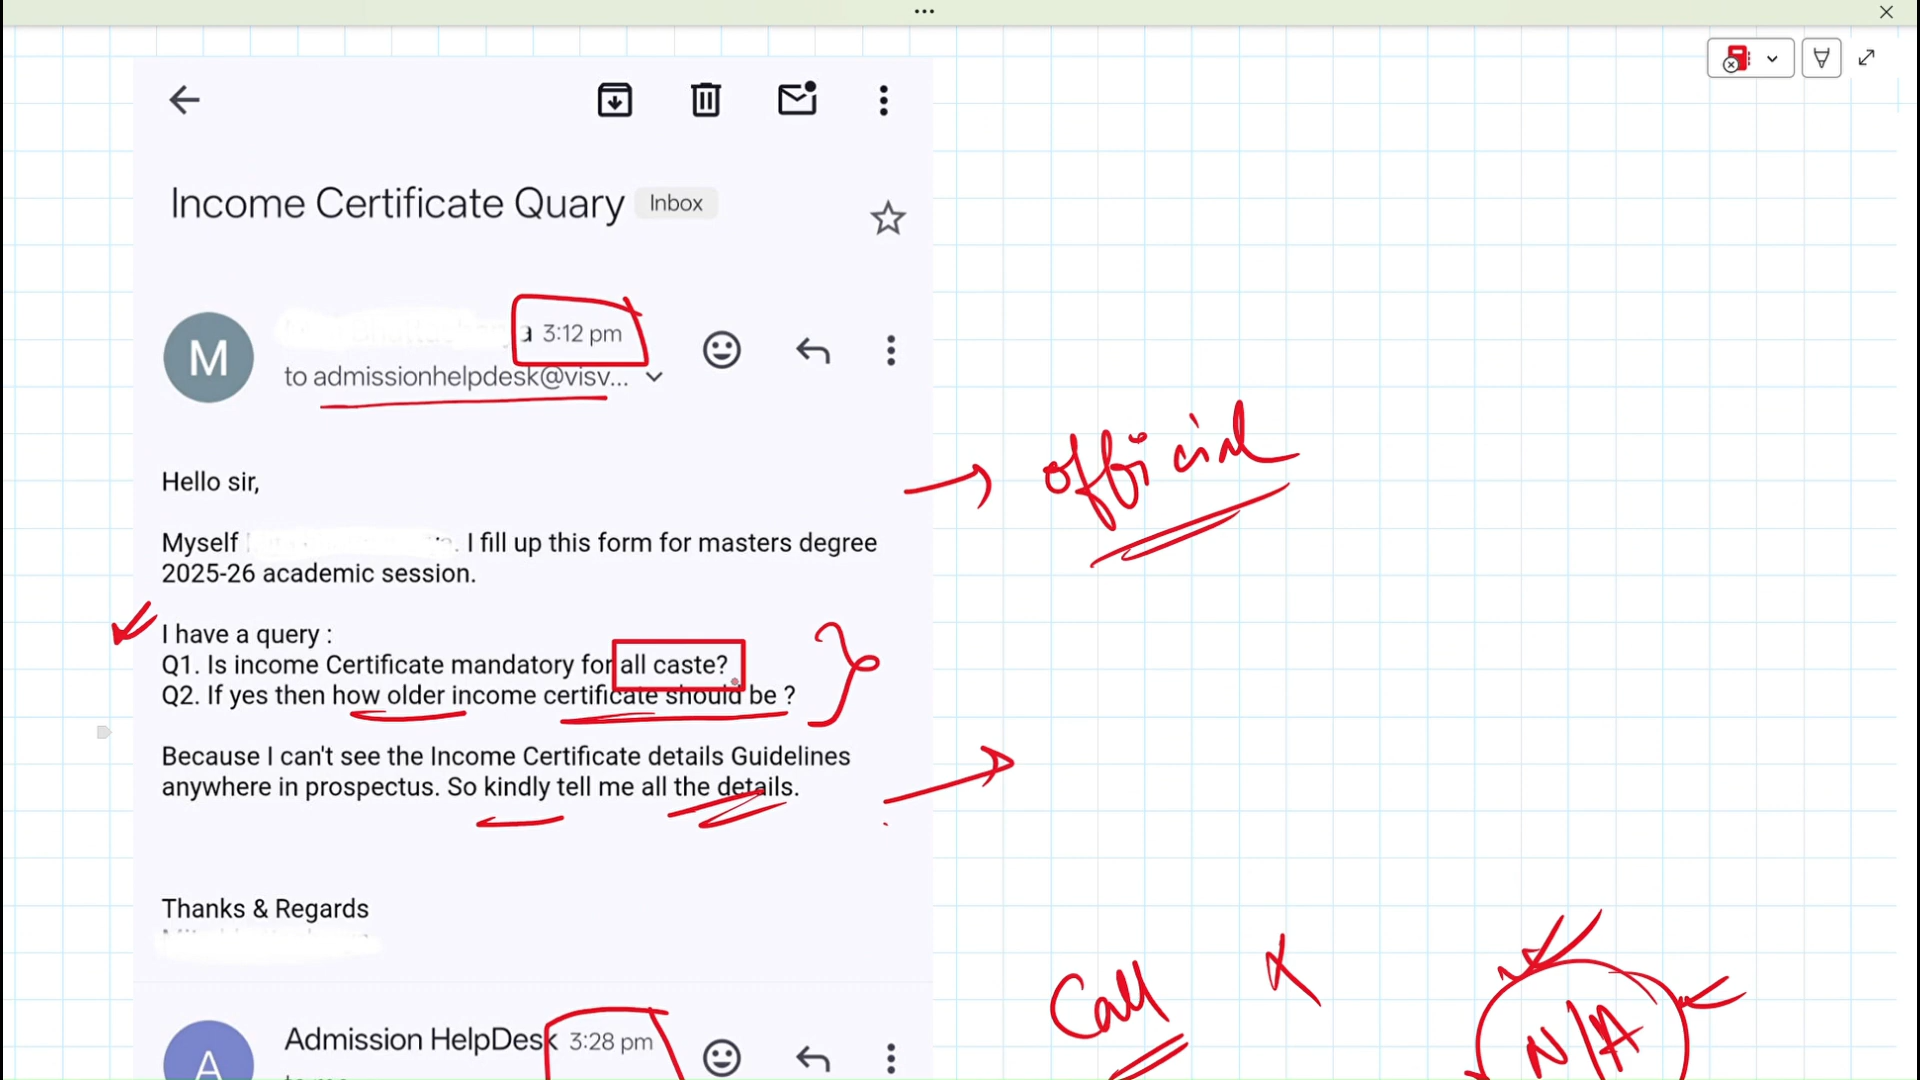 Income Certificate Quary Inbox
M
3:12 pm
to admissionhelpdesk@visv...
Hello sir,
official
Myself . I fill up this form for masters degree
2025-26 academic session.
I have a query :
Q1. Is income Certificate mandatory for all caste?
Q2. If yes then how older income certificate should be ?
Because I can't see the Income Certificate details Guidelines
anywhere in prospectus. So kindly tell me all the details.
Thanks & Regards
Call
N/A
A
Admission HelpDesk 3:28 pm